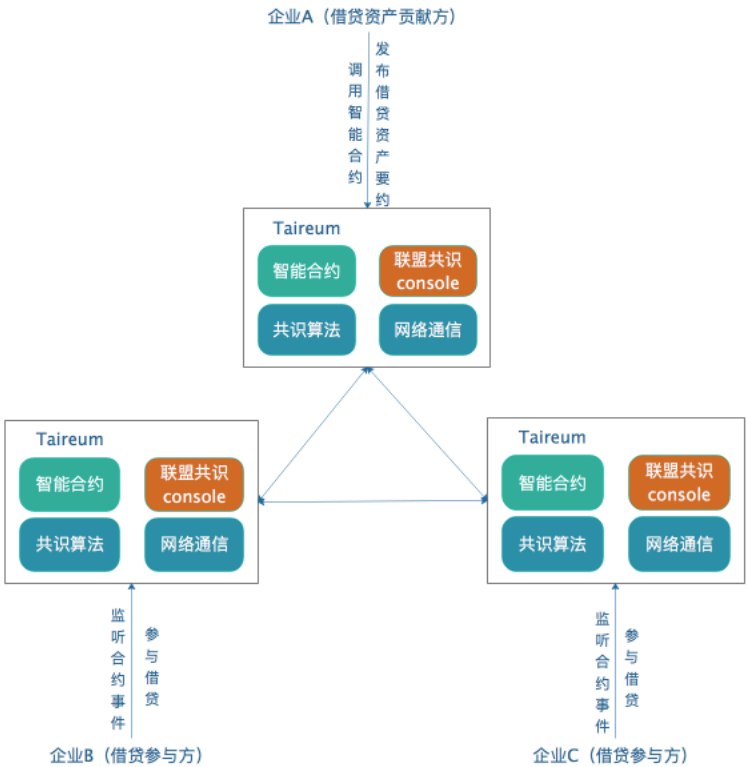 企业A（借贷资产贡献方）
调用智能合约
发布借贷资产要约
Taireum
智能合约
联盟共识
console
共识算法
网络通信
Taireum
智能合约
联盟共识
console
共识算法
网络通信
Taireum
智能合约
联盟共识
console
共识算法
网络通信
监听合约事件
参与借贷
监听合约事件
参与借贷
企业B（借贷参与方）
企业C（借贷参与方）